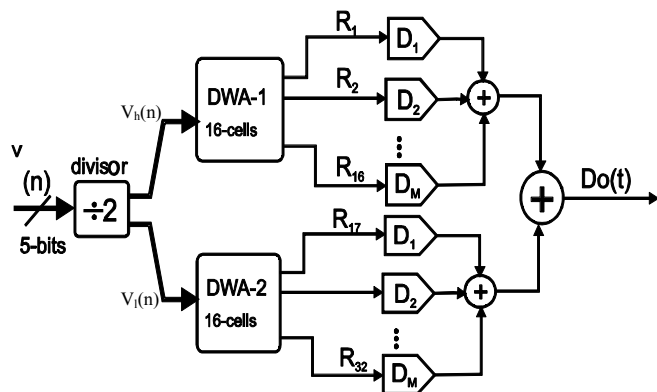 R1
D1
Vh(n)
DWA-1
16-cells
R2
D2
+
v
(n)
divisor
÷2
5-bits
R16
DM
+
Do(t)
R17
D1
Vl(n)
DWA-2
16-cells
D2
+
R32
DM